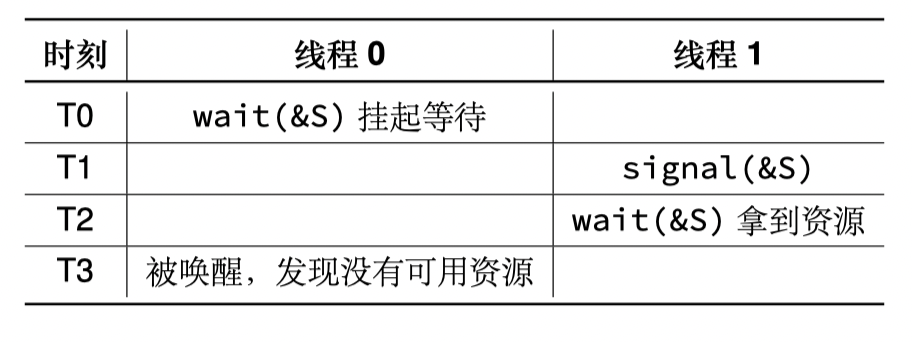 时刻 线程 0 线程 1
T0 wait(&S) 挂起等待
T1 signal(&S)
T2 wait(&S) 拿到资源
T3 被唤醒，发现没有可用资源